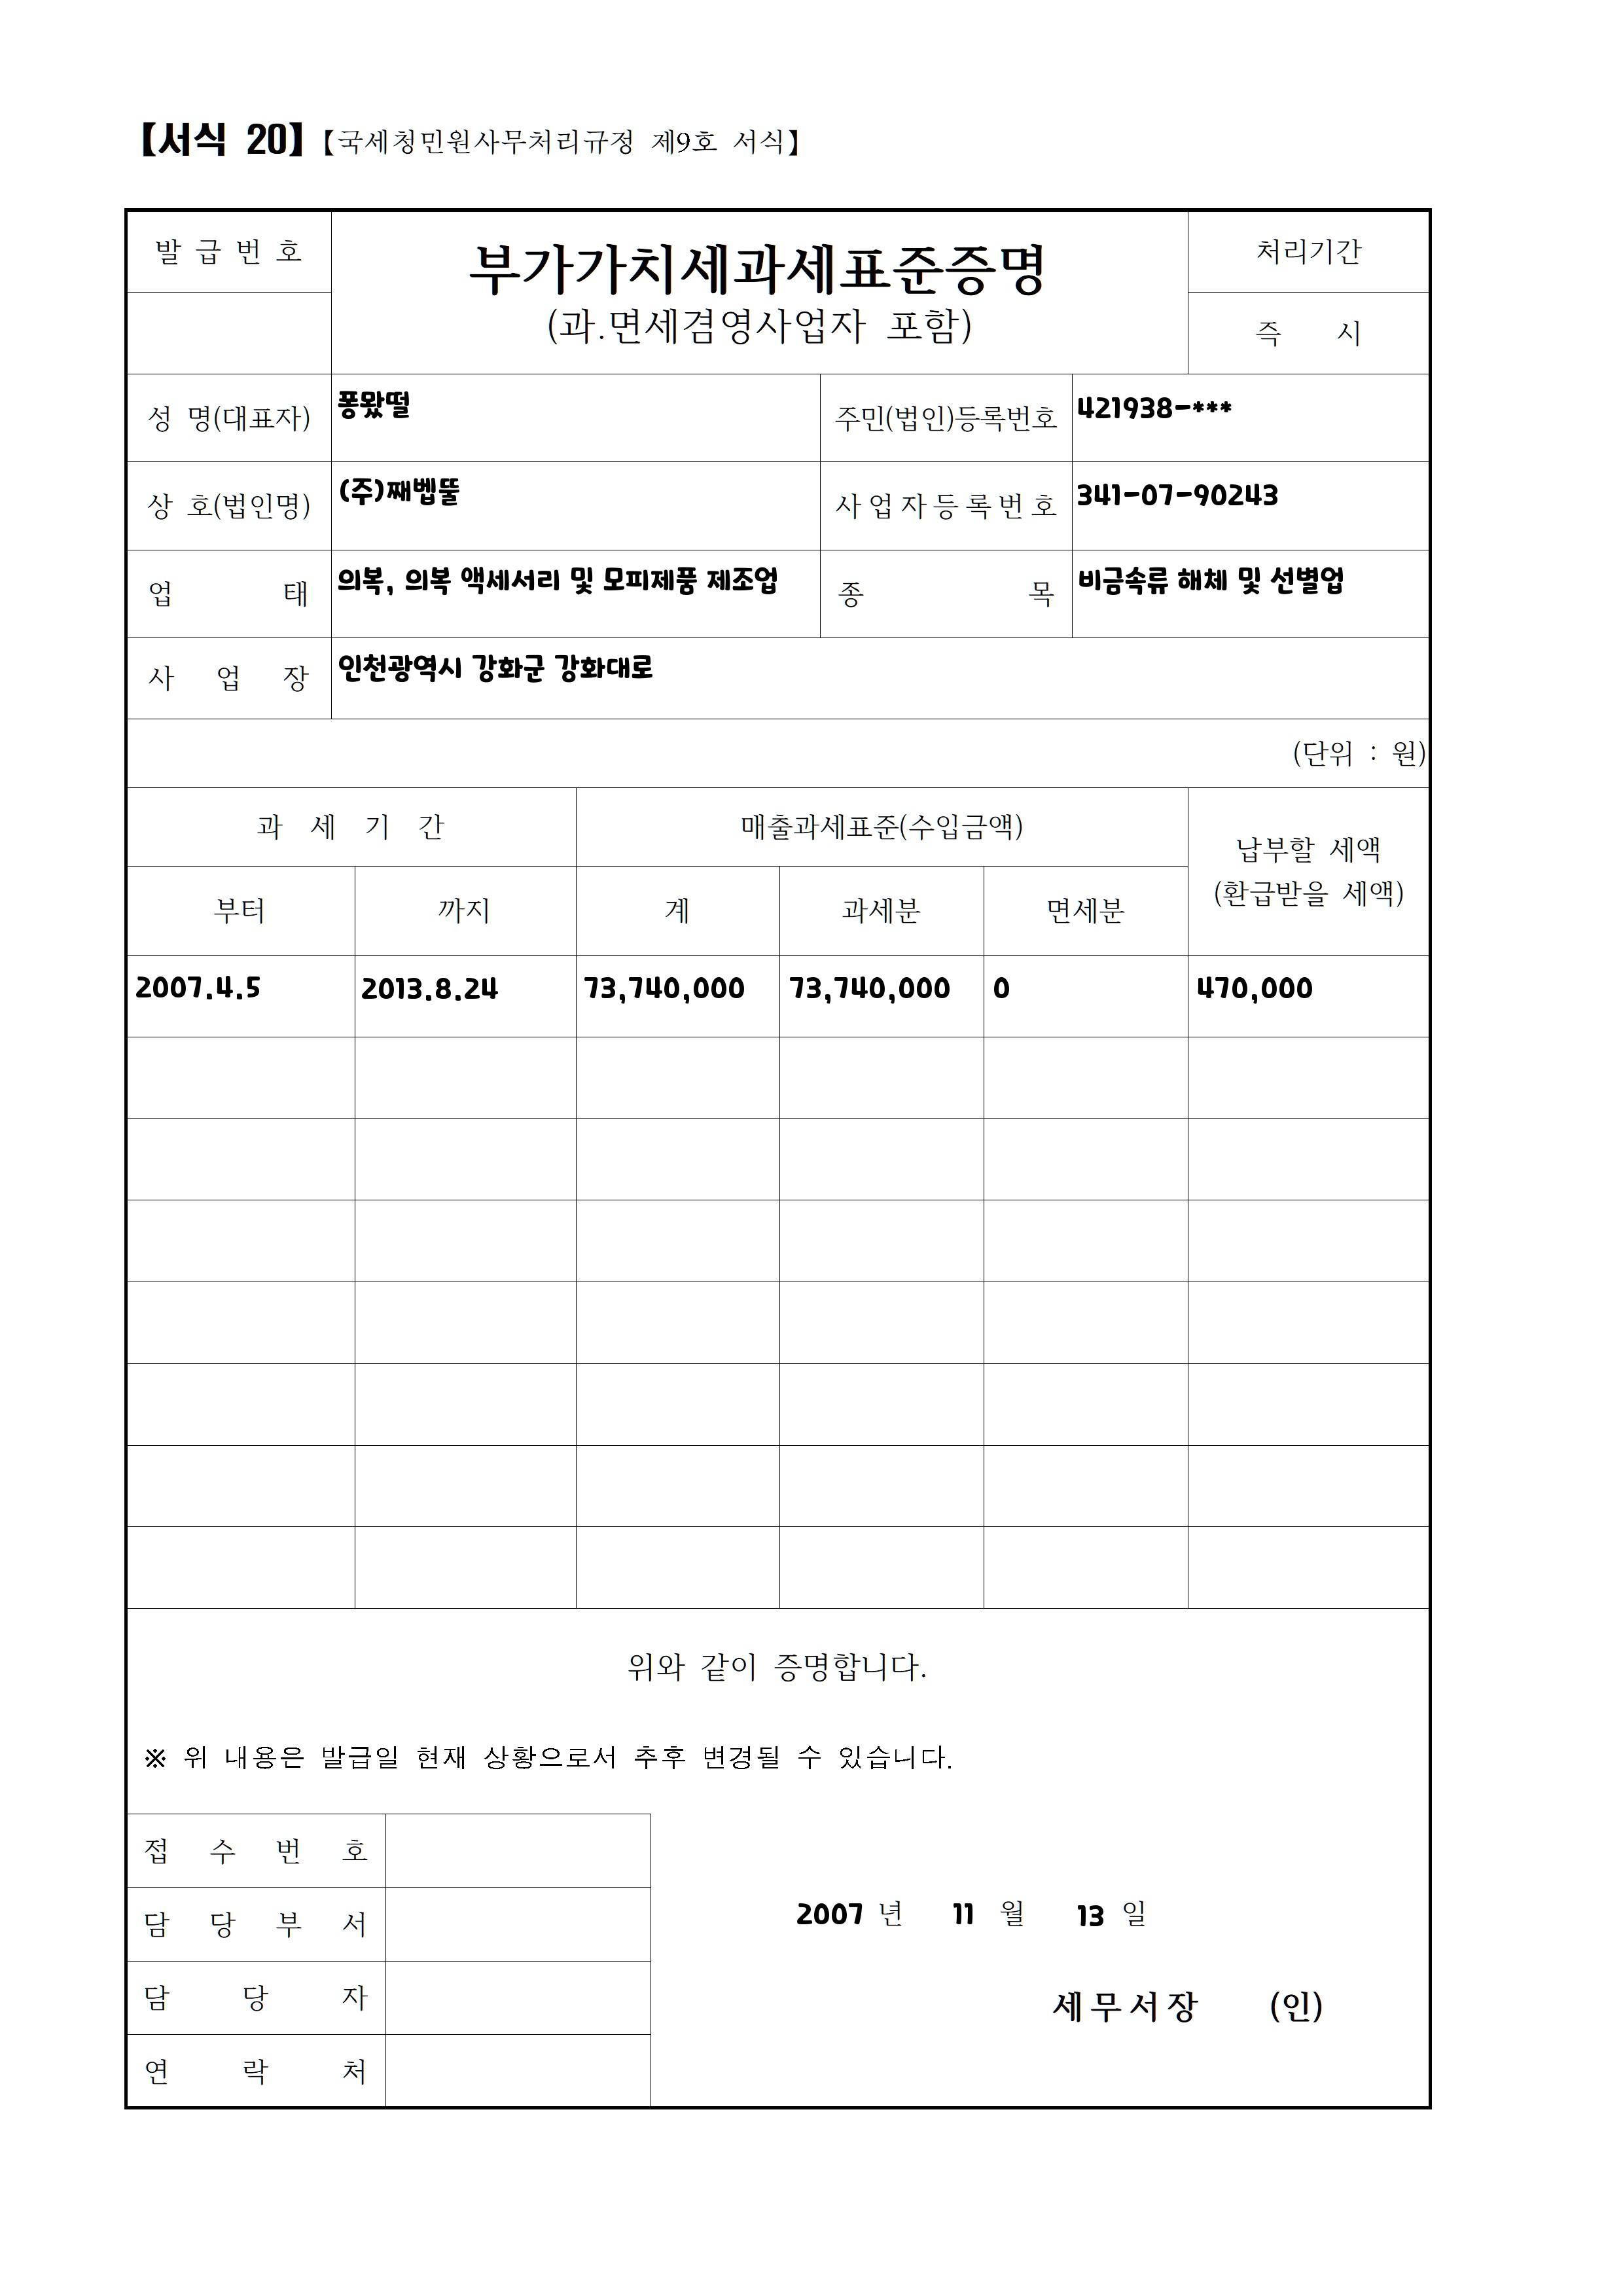 【서식 20】【국세청민원사무처리규정 제9호 서식】
발 급 번 호
부가가치세과세표준증명
(과.면세겸영사업자 포함)
처리기간
즉 시
성 명(대표자) 퐁왔떨 주민(법인)등록번호 421938-***
상 호(법인명) (주)째벱뚤 사업자등록번호 341-07-90243
업 태 의복, 의복 액세서리 및 모피제품 제조업 종 목 비금속류 해체 및 선별업
사 업 장 인천광역시 강화군 강화대로
(단위 : 원)
과 세 기 간 매출과세표준(수입금액) 납부할 세액
(환급받을 세액)
부터 까지 계 과세분 면세분
2007.4.5 2013.8.24 73,740,000 73,740,000 0 470,000
위와 같이 증명합니다.
※ 위 내용은 발급일 현재 상황으로서 추후 변경될 수 있습니다.
접 수 번 호
담 당 부 서
2007 년 11 월 13 일
담 당 자
세무서장 (인)
연 락 처